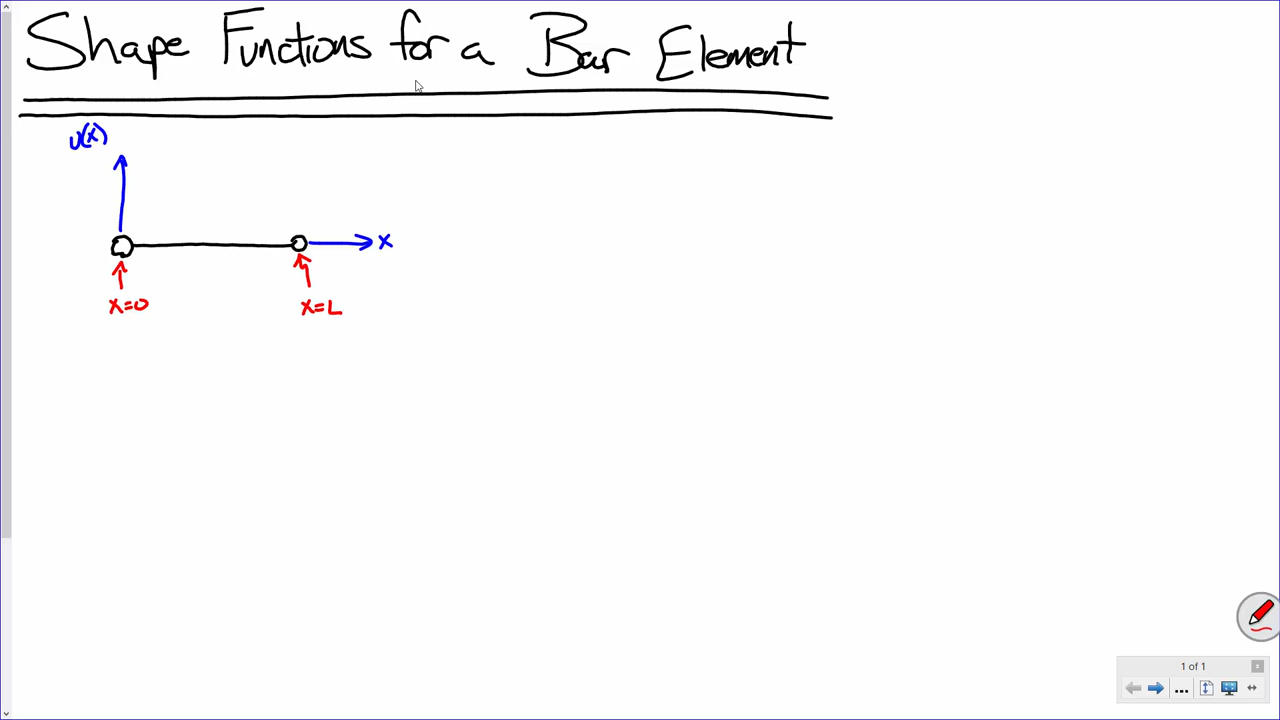 Shape Functions for a Bar Element
u(x)
x
x=0
x=L
1 of 1